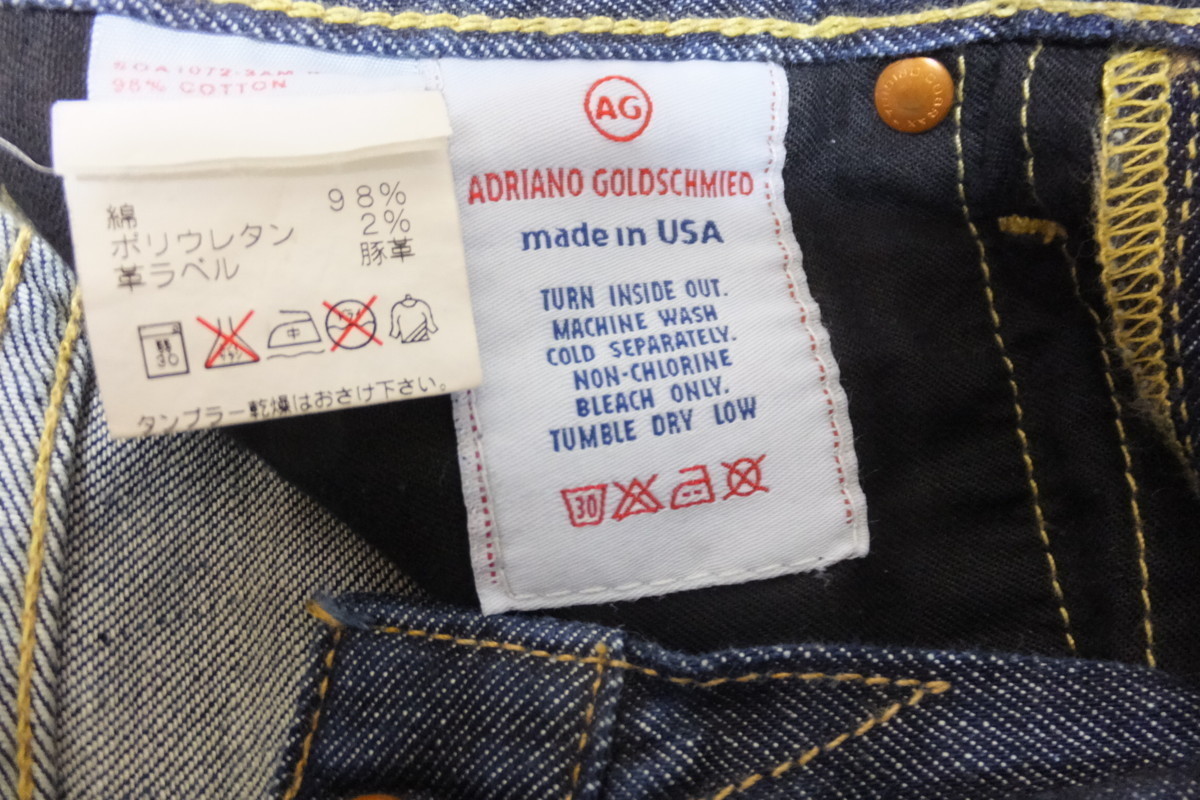 98% COTTON
綿 98%
ポリウレタン 2%
革ラベル 豚革
中
30
タンブラー乾燥はおさけ下さい。
AG
ADRIANO GOLDSCHMIED
made in USA
TURN INSIDE OUT.
MACHINE WASH
COLD SEPARATELY.
NON-CHLORINE
BLEACH ONLY.
TUMBLE DRY LOW
30